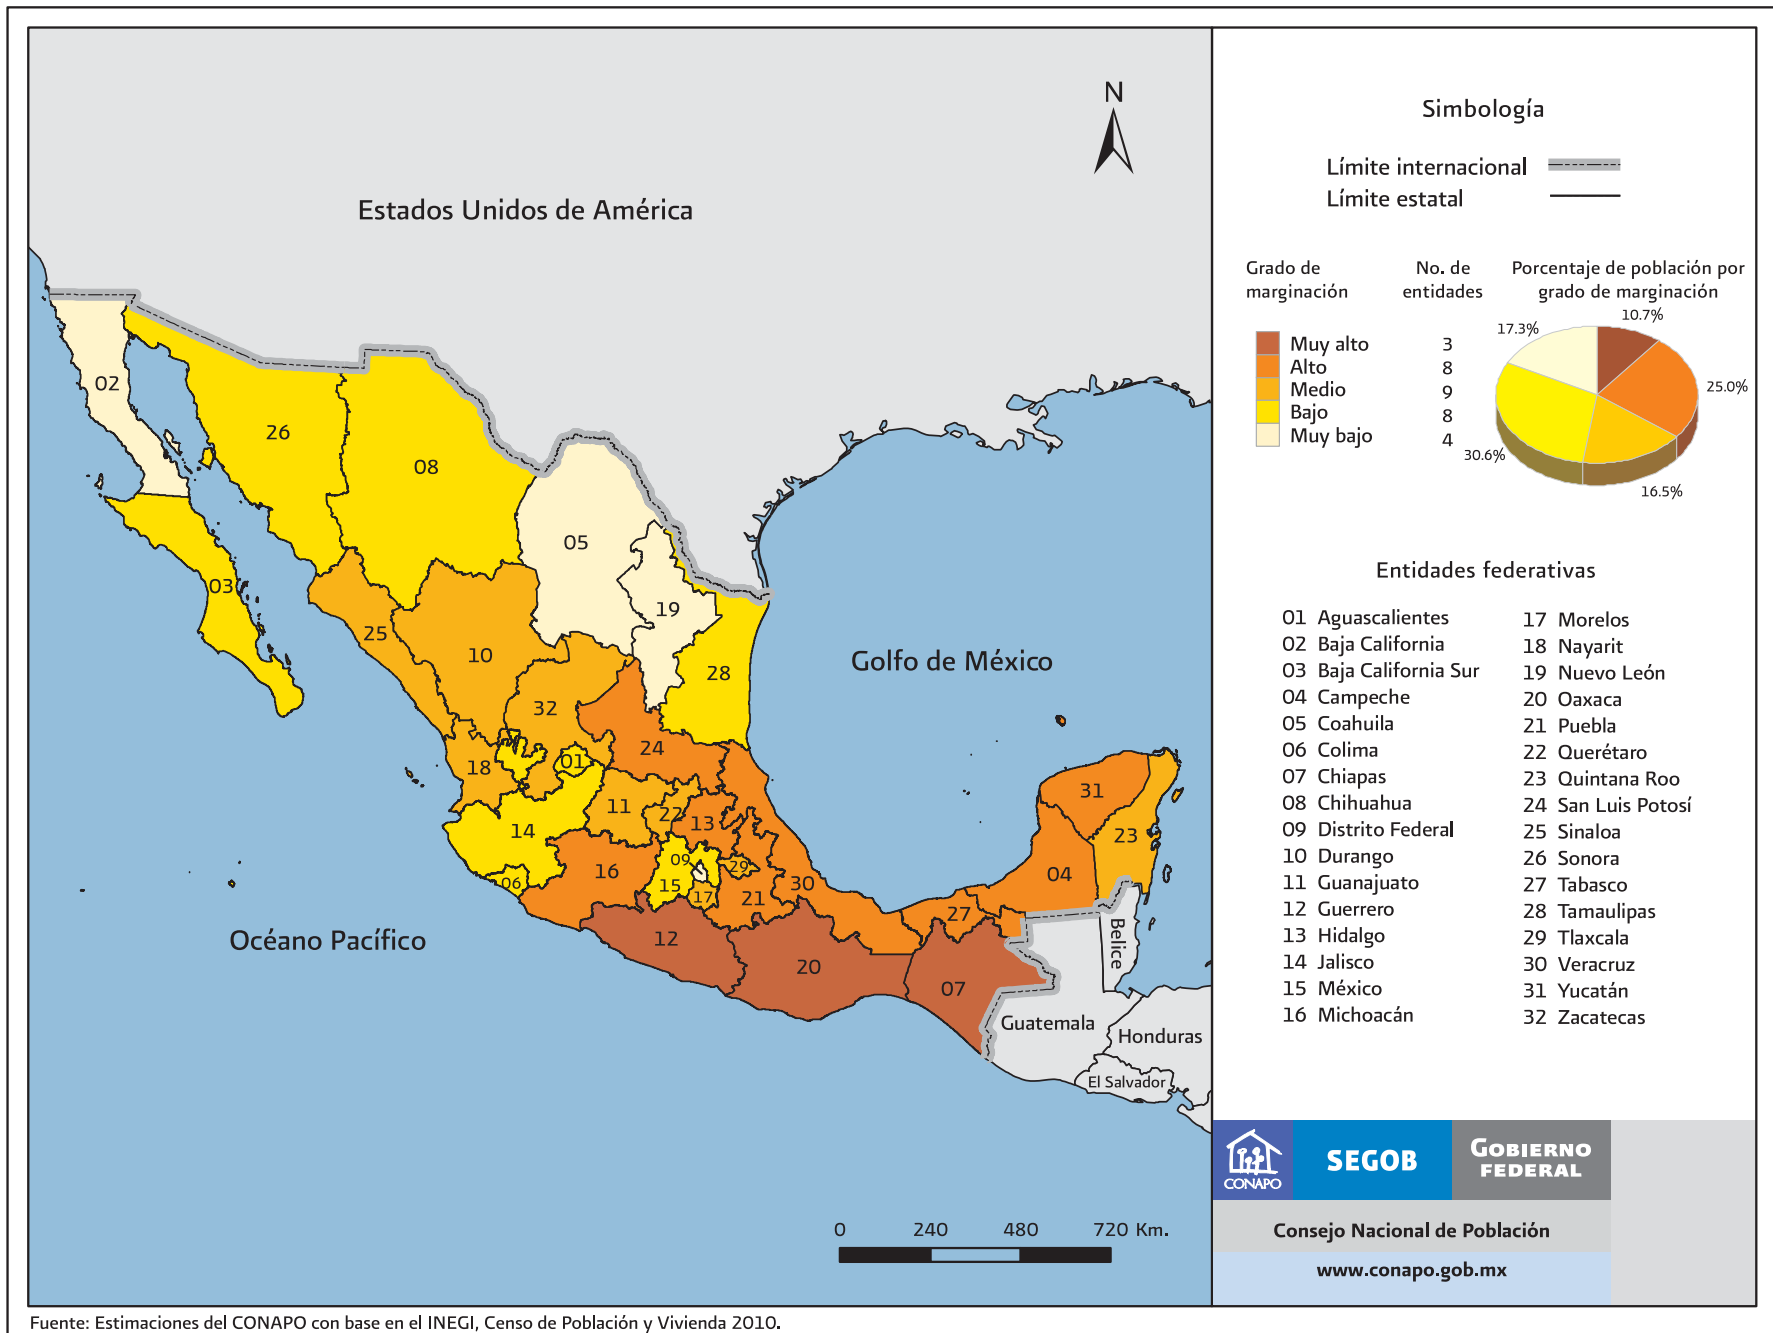 Estados Unidos de América
N
02
26
08
05
03
19
25
10
28
Golfo de México
32
24
18
01
11
22
13
31
14
23
09
29
16
15
04
06
17
21
30
27
12
Océano Pacífico
20
07
Belice
Guatemala
Honduras
El Salvador
0 240 480 720 Km.
Simbología
Límite internacional
Límite estatal
Grado de marginación
No. de entidades
Porcentaje de población por grado de marginación
Muy alto 3
Alto 8
Medio 9
Bajo 8
Muy bajo 4
10.7%
17.3%
25.0%
30.6%
16.5%
Entidades federativas
01 Aguascalientes
02 Baja California
03 Baja California Sur
04 Campeche
05 Coahuila
06 Colima
07 Chiapas
08 Chihuahua
09 Distrito Federal
10 Durango
11 Guanajuato
12 Guerrero
13 Hidalgo
14 Jalisco
15 México
16 Michoacán
17 Morelos
18 Nayarit
19 Nuevo León
20 Oaxaca
21 Puebla
22 Querétaro
23 Quintana Roo
24 San Luis Potosí
25 Sinaloa
26 Sonora
27 Tabasco
28 Tamaulipas
29 Tlaxcala
30 Veracruz
31 Yucatán
32 Zacatecas
CONAPO
SEGOB
GOBIERNO
FEDERAL
Consejo Nacional de Población
www.conapo.gob.mx
Fuente: Estimaciones del CONAPO con base en el INEGI, Censo de Población y Vivienda 2010.